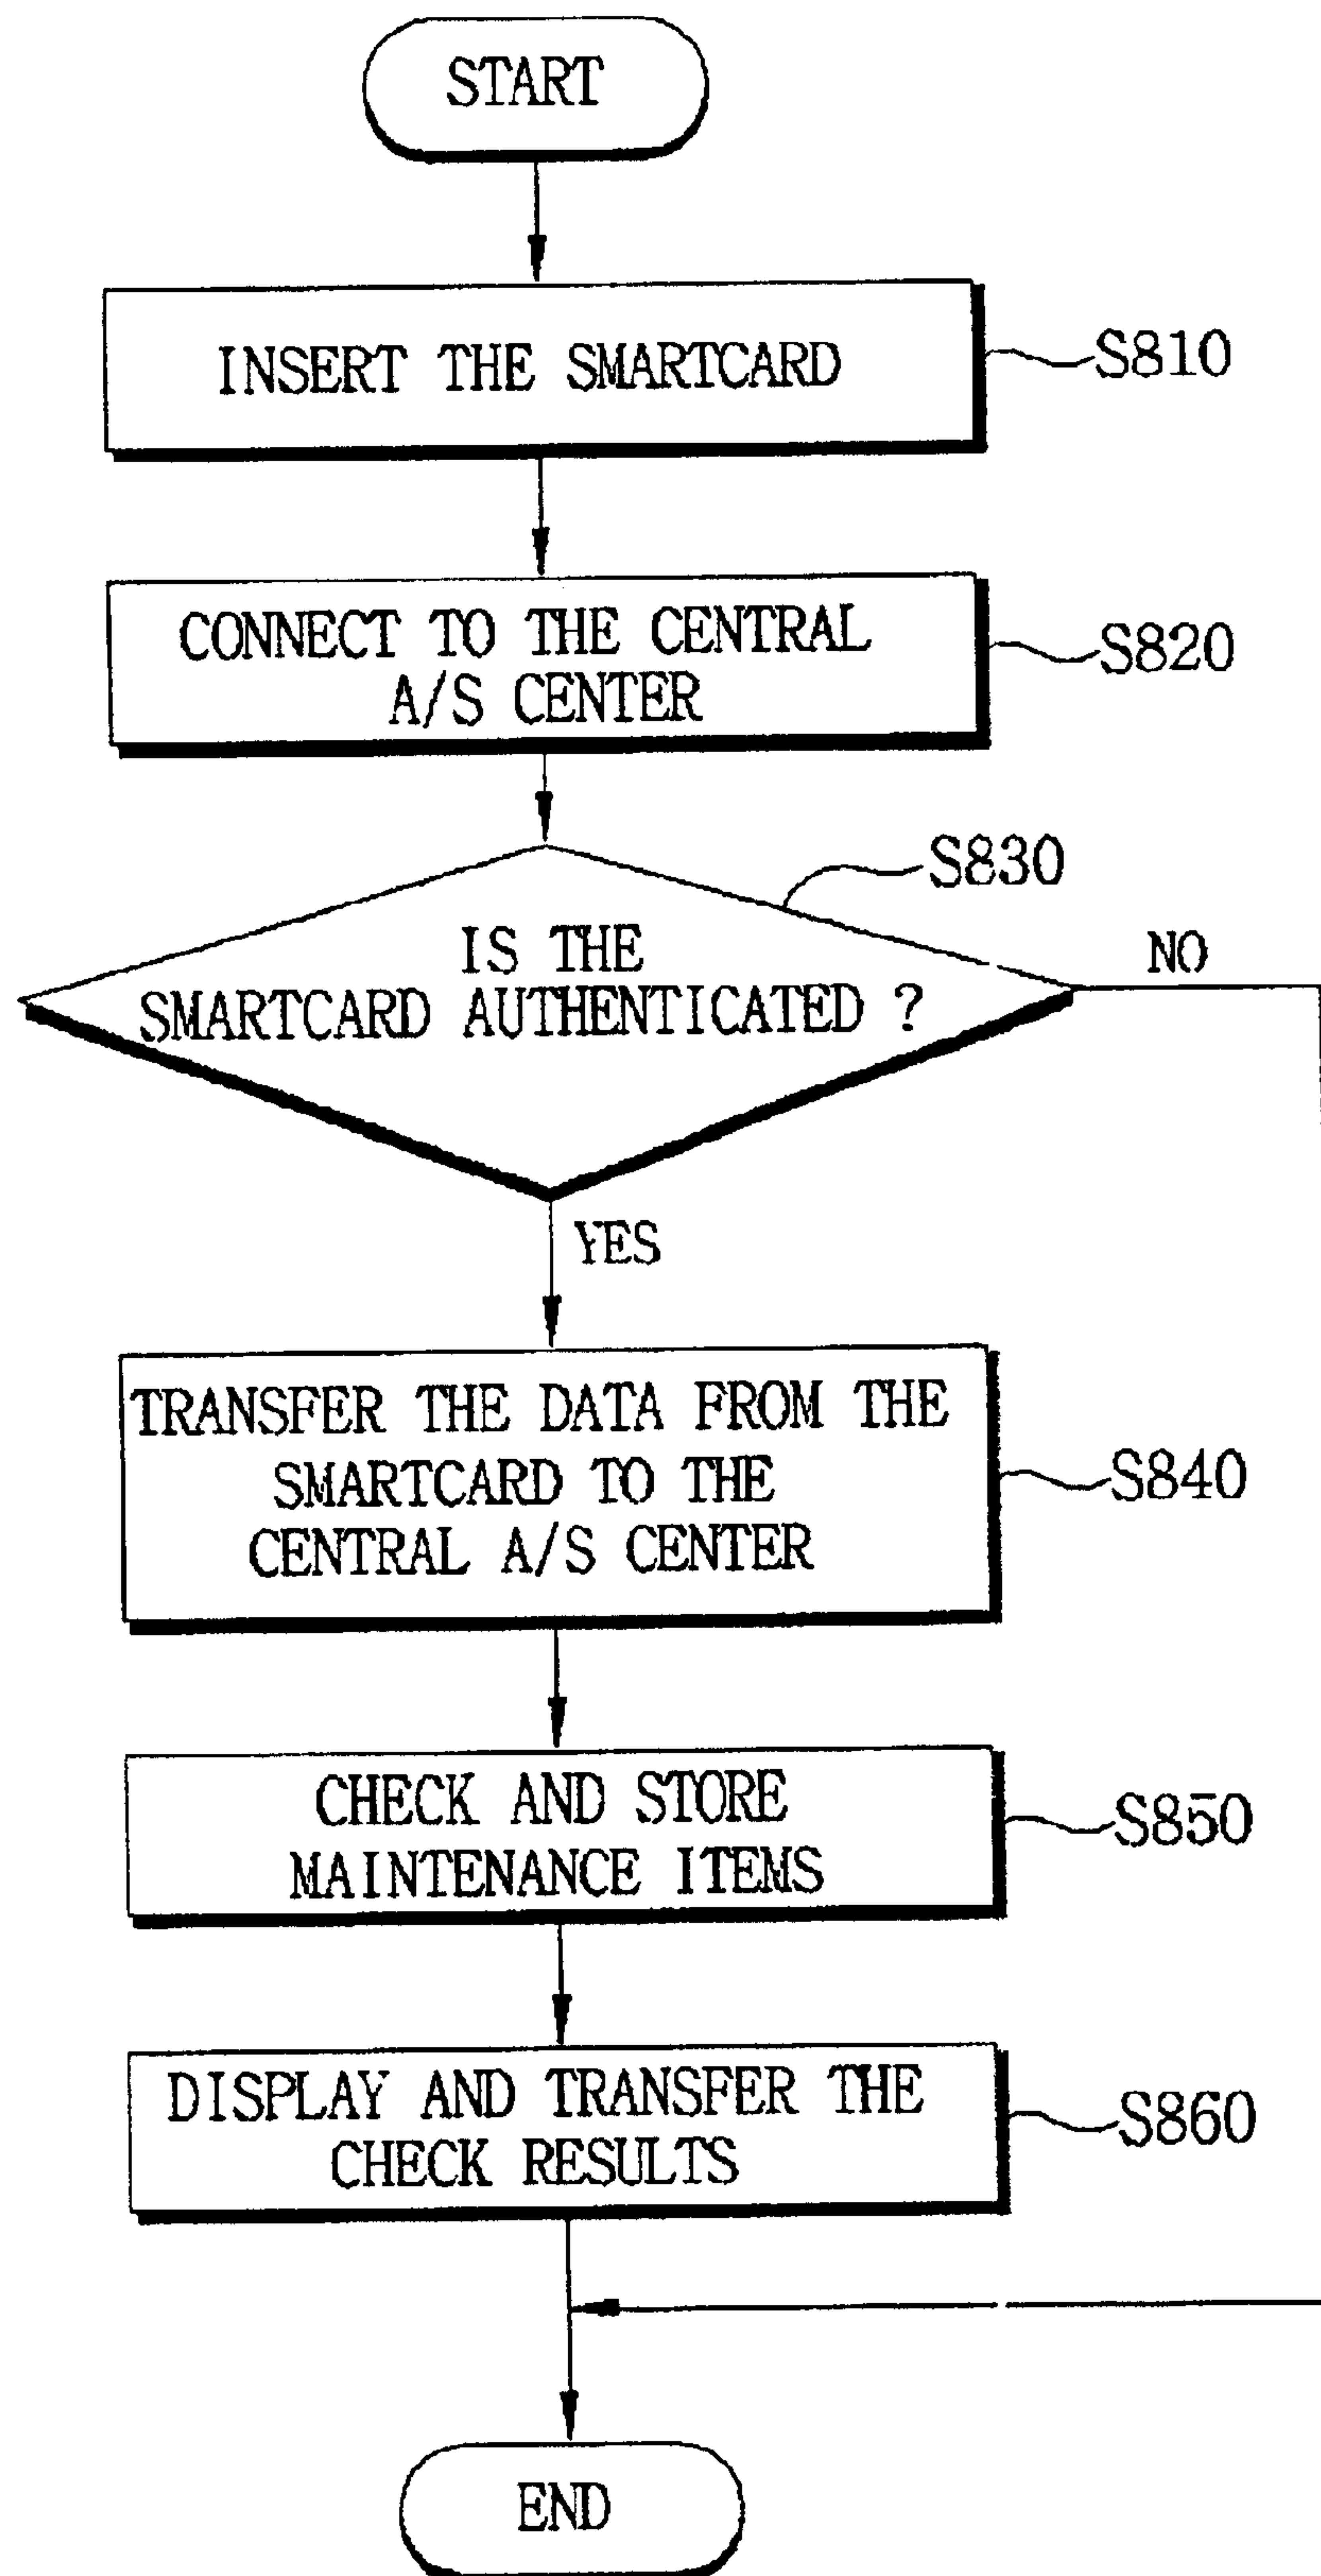 START
INSERT THE SMARTCARD
S810
CONNECT TO THE CENTRAL
A/S CENTER
S820
S830
IS THE
SMARTCARD AUTHENTICATED ?
NO
YES
TRANSFER THE DATA FROM THE
SMARTCARD TO THE
CENTRAL A/S CENTER
S840
CHECK AND STORE
MAINTENANCE ITEMS
S850
DISPLAY AND TRANSFER THE
CHECK RESULTS
S860
END